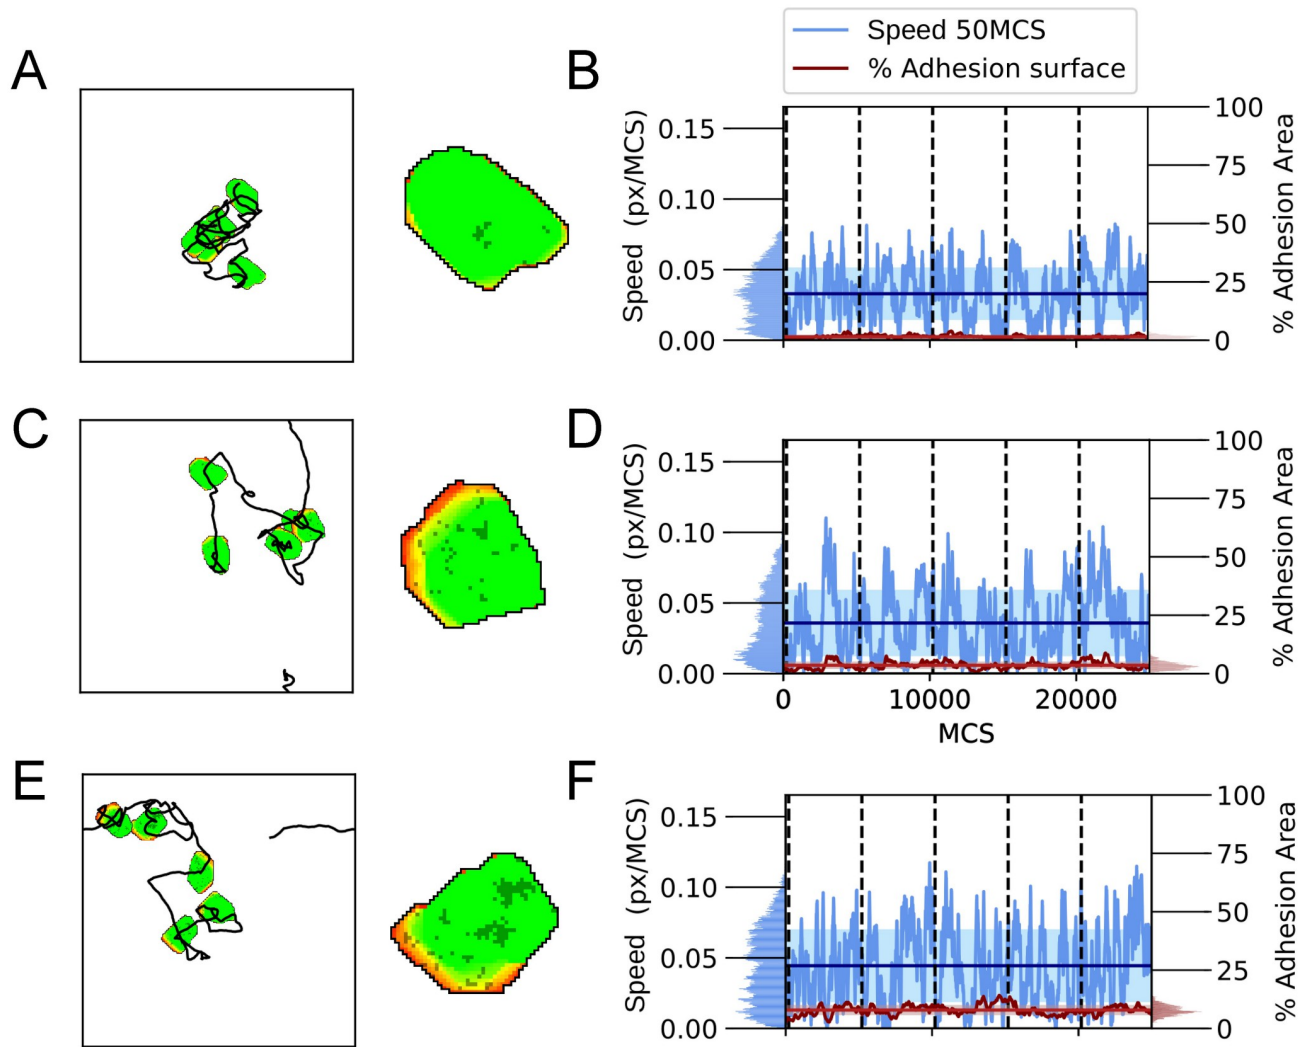 Speed 50MCS
% Adhesion surface
A
B
Speed (px/MCS)
0.15
0.10
0.05
0.00
100
75
50
25
0
% Adhesion Area
C
D
Speed (px/MCS)
0.15
0.10
0.05
0.00
100
75
50
25
0
% Adhesion Area
0
10000
20000
MCS
E
F
Speed (px/MCS)
0.15
0.10
0.05
0.00
100
75
50
25
0
% Adhesion Area